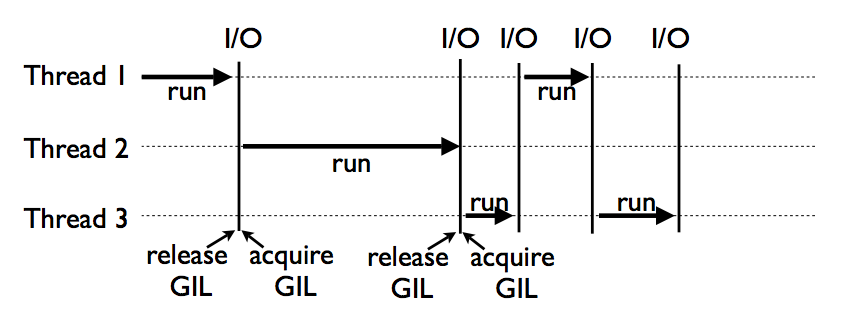 I/O I/O I/O I/O I/O
Thread 1
run run
Thread 2
run
run run
Thread 3
release acquire release acquire
GIL GIL GIL GIL